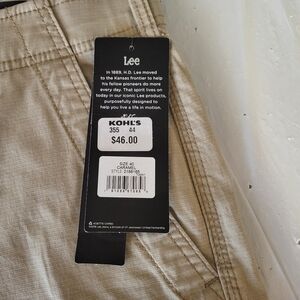 Lee
In 1889, H.D. Lee moved
to the Kansas frontier to help
his fellow pioneers do more
every day. That spirit lives on
today in our iconic Lee products,
purposefully designed to
help you live a life in motion.
KOHL'S
355 44
$46.00
SIZE 40
CARAMEL